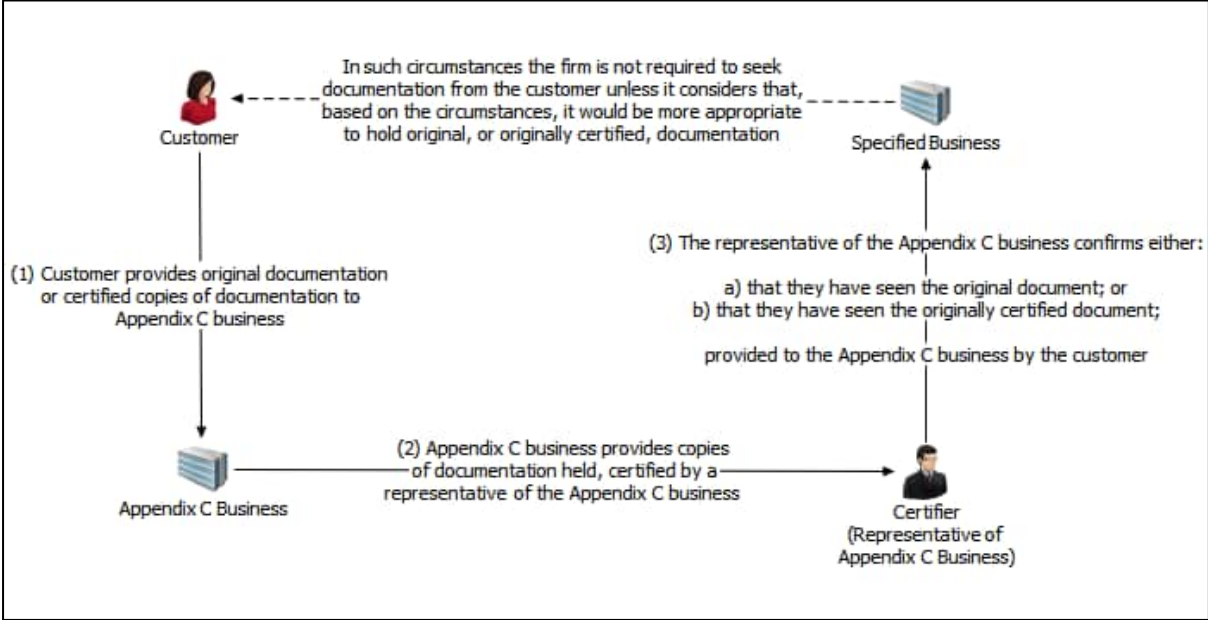 In such circumstances the firm is not required to seek
documentation from the customer unless it considers that,
based on the circumstances, it would be more appropriate
to hold original, or originally certified, documentation
Customer
Specified Business
(1) Customer provides original documentation
or certified copies of documentation to
Appendix C business
(3) The representative of the Appendix C business confirms either:
a) that they have seen the original document; or
b) that they have seen the originally certified document;
provided to the Appendix C business by the customer
(2) Appendix C business provides copies
of documentation held, certified by a
representative of the Appendix C business
Appendix C Business
Certifier
(Representative of
Appendix C Business)